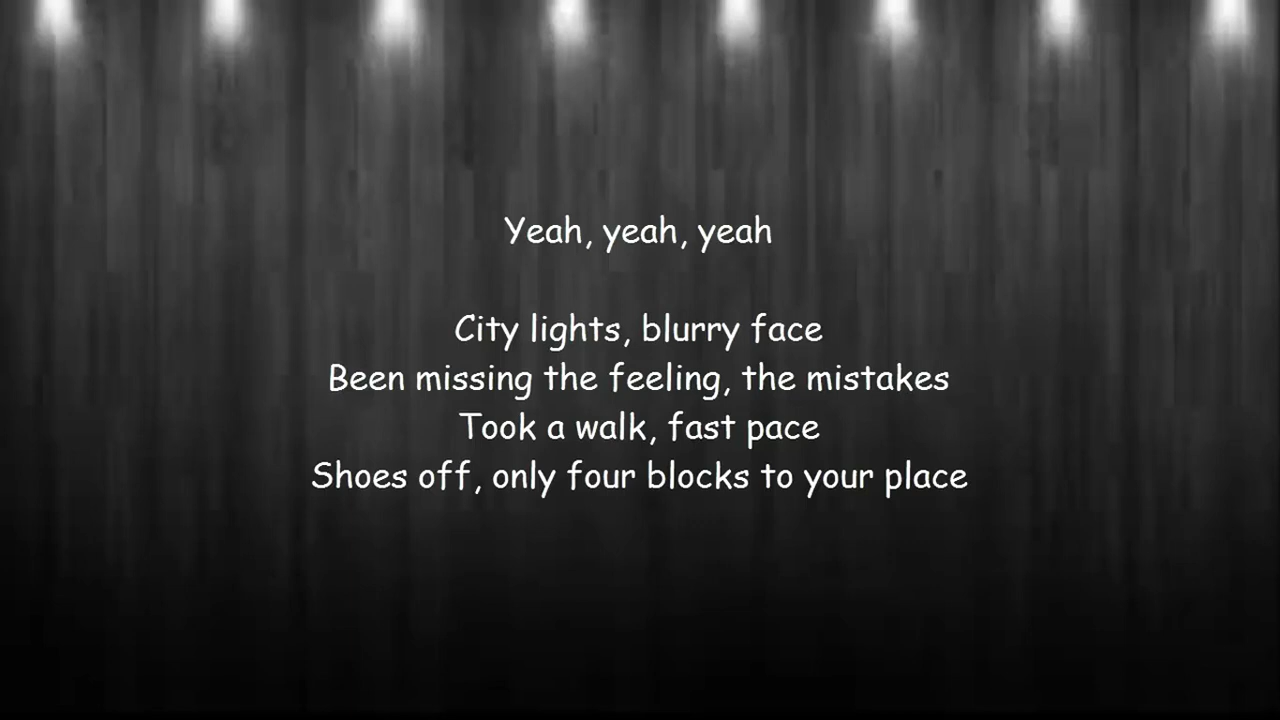 Yeah, yeah, yeah
City lights, blurry face
Been missing the feeling, the mistakes
Took a walk, fast pace
Shoes off, only four blocks to your place